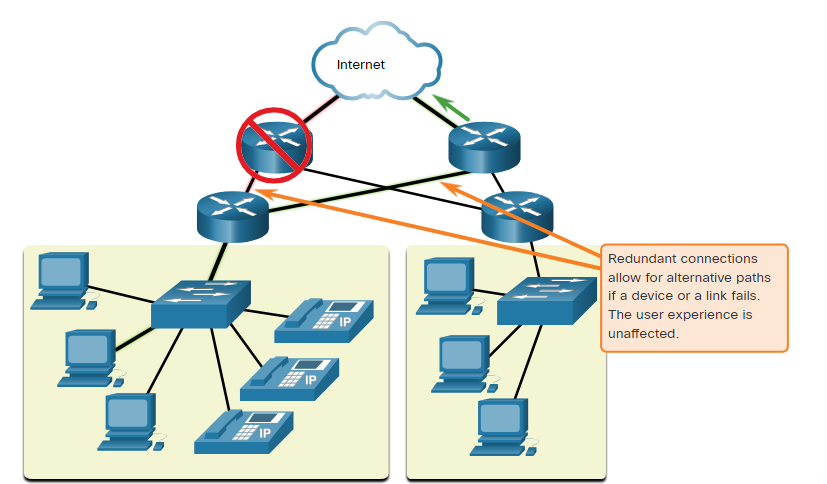 Internet
Redundant connections
allow for alternative paths
if a device or a link fails.
The user experience is
unaffected.
IP
IP
IP